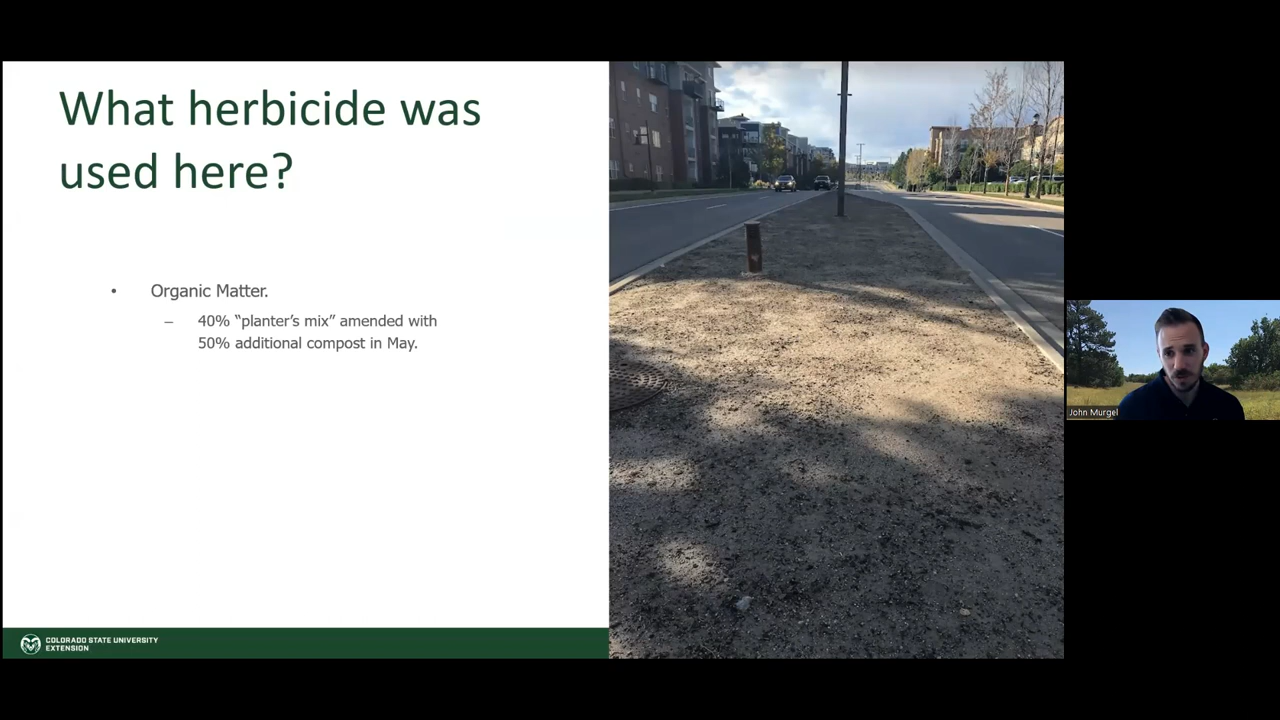 What herbicide was
used here?
• Organic Matter.
– 40% “planter’s mix” amended with
50% additional compost in May.
John Murgel
COLORADO STATE UNIVERSITY
EXTENSION